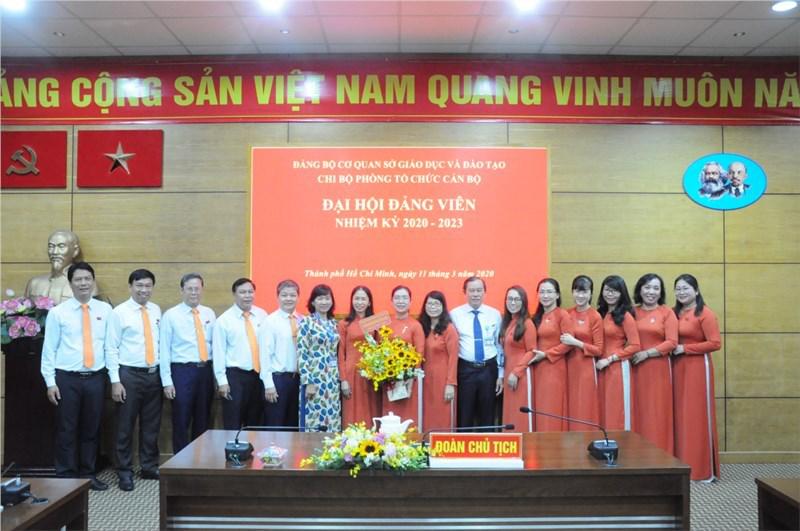 ẢNG CỘNG SẢN VIỆT NAM QUANG VINH MUÔN NĂ
ĐẢNG BỘ CƠ QUAN SỞ GIÁO DỤC VÀ ĐÀO TẠO
CHI BỘ PHÒNG TỔ CHỨC CÁN BỘ
ĐẠI HỘI ĐẢNG VIÊN
NHIỆM KỲ 2020 - 2023
Thành phố Hồ Chí Minh, ngày 11 tháng 3 năm 2020
ĐOÀN CHỦ TỊCH